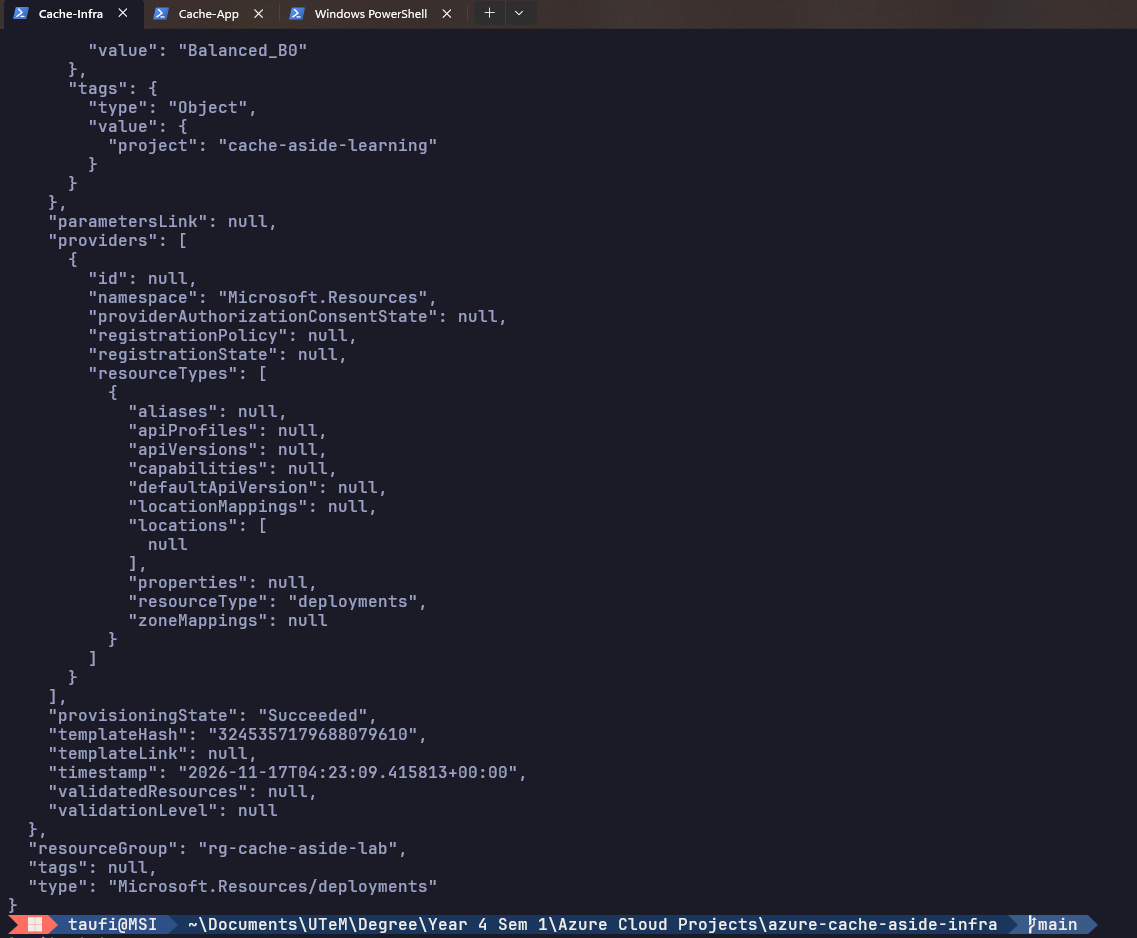 Cache-Infra
Cache-App
Windows PowerShell
"value": "Balanced_B0"
},
"tags": {
"type": "Object",
"value": {
"project": "cache-aside-learning"
}
}
},
"parametersLink": null,
"providers": [
{
"id": null,
"namespace": "Microsoft.Resources",
"providerAuthorizationConsentState": null,
"registrationPolicy": null,
"registrationState": null,
"resourceTypes": [
{
"aliases": null,
"apiProfiles": null,
"apiVersions": null,
"capabilities": null,
"defaultApiVersion": null,
"locationMappings": null,
"locations": [
null
],
"properties": null,
"resourceType": "deployments",
"zoneMappings": null
}
]
}
],
"provisioningState": "Succeeded",
"templateHash": "3245357179688079610",
"templateLink": null,
"timestamp": "2026-11-17T04:23:09.415813+00:00",
"validatedResources": null,
"validationLevel": null
},
"resourceGroup": "rg-cache-aside-lab",
"tags": null,
"type": "Microsoft.Resources/deployments"
}
taufi@MSI ~\Documents\UTeM\Degree\Year 4 Sem 1\Azure Cloud Projects\azure-cache-aside-infra main